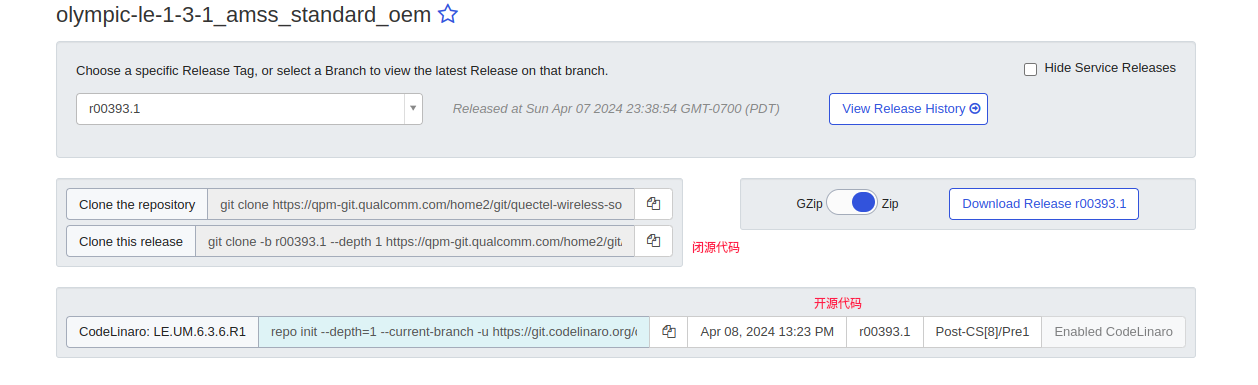 olympic-le-1-3-1_amss_standard_oem
Choose a specific Release Tag, or select a Branch to view the latest Release on that branch.
Hide Service Releases
r00393.1
Released at Sun Apr 07 2024 23:38:54 GMT-0700 (PDT)
View Release History
Clone the repository
git clone https://qpm-git.qualcomm.com/home2/git/quectel-wireless-so
GZip
Zip
Download Release r00393.1
Clone this release
git clone -b r00393.1 --depth 1 https://qpm-git.qualcomm.com/home2/git/
闭源代码
开源代码
CodeLinaro: LE.UM.6.3.6.R1
repo init --depth=1 --current-branch -u https://git.codelinaro.org/c
Apr 08, 2024 13:23 PM
r00393.1
Post-CS[8]/Pre1
Enabled CodeLinaro